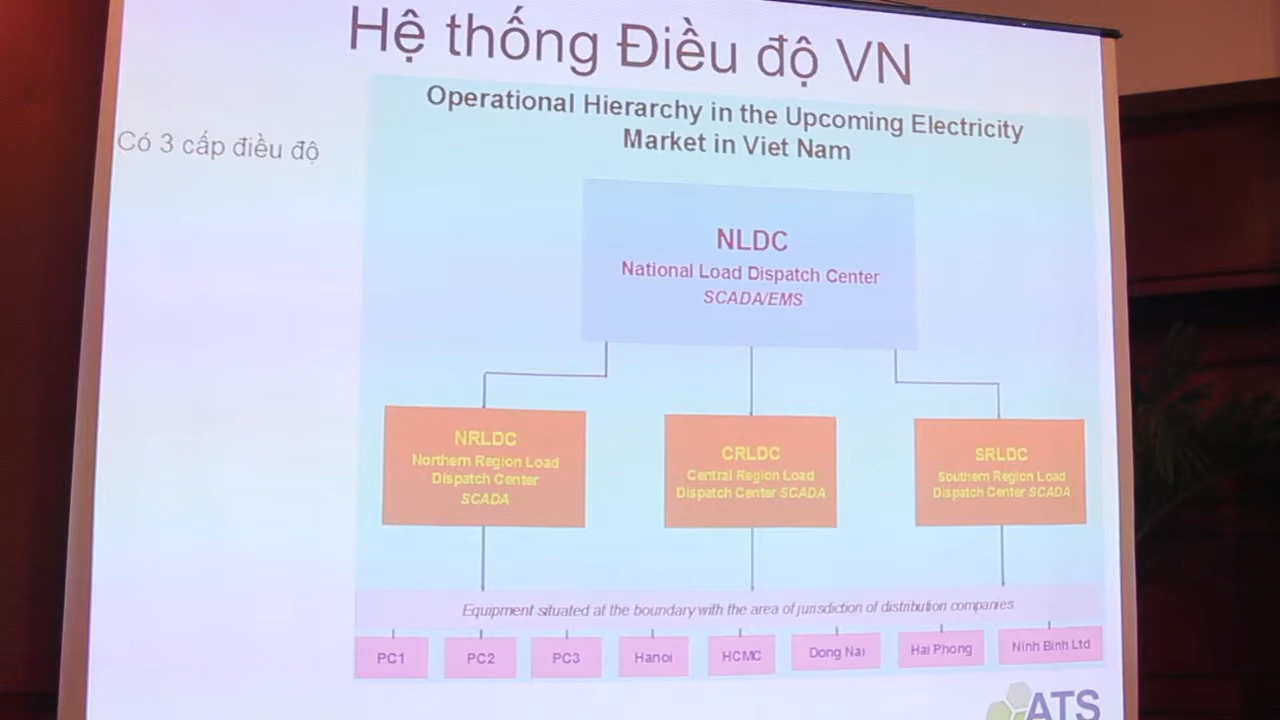 Hệ thống Điều độ VN
Có 3 cấp điều độ
Operational Hierarchy in the Upcoming Electricity
Market in Viet Nam
NLDC
National Load Dispatch Center
SCADA/EMS
NRLDC
Northern Region Load
Dispatch Center
SCADA
CRLDC
Central Region Load
Dispatch Center SCADA
SRLDC
Southern Region Load
Dispatch Center SCADA
Equipment situated at the boundary with the area of jurisdiction of distribution companies
PC1
PC2
PC3
Hanoi
HCMC
Dong Nai
Hai Phong
Ninh Binh Ltd
ATS